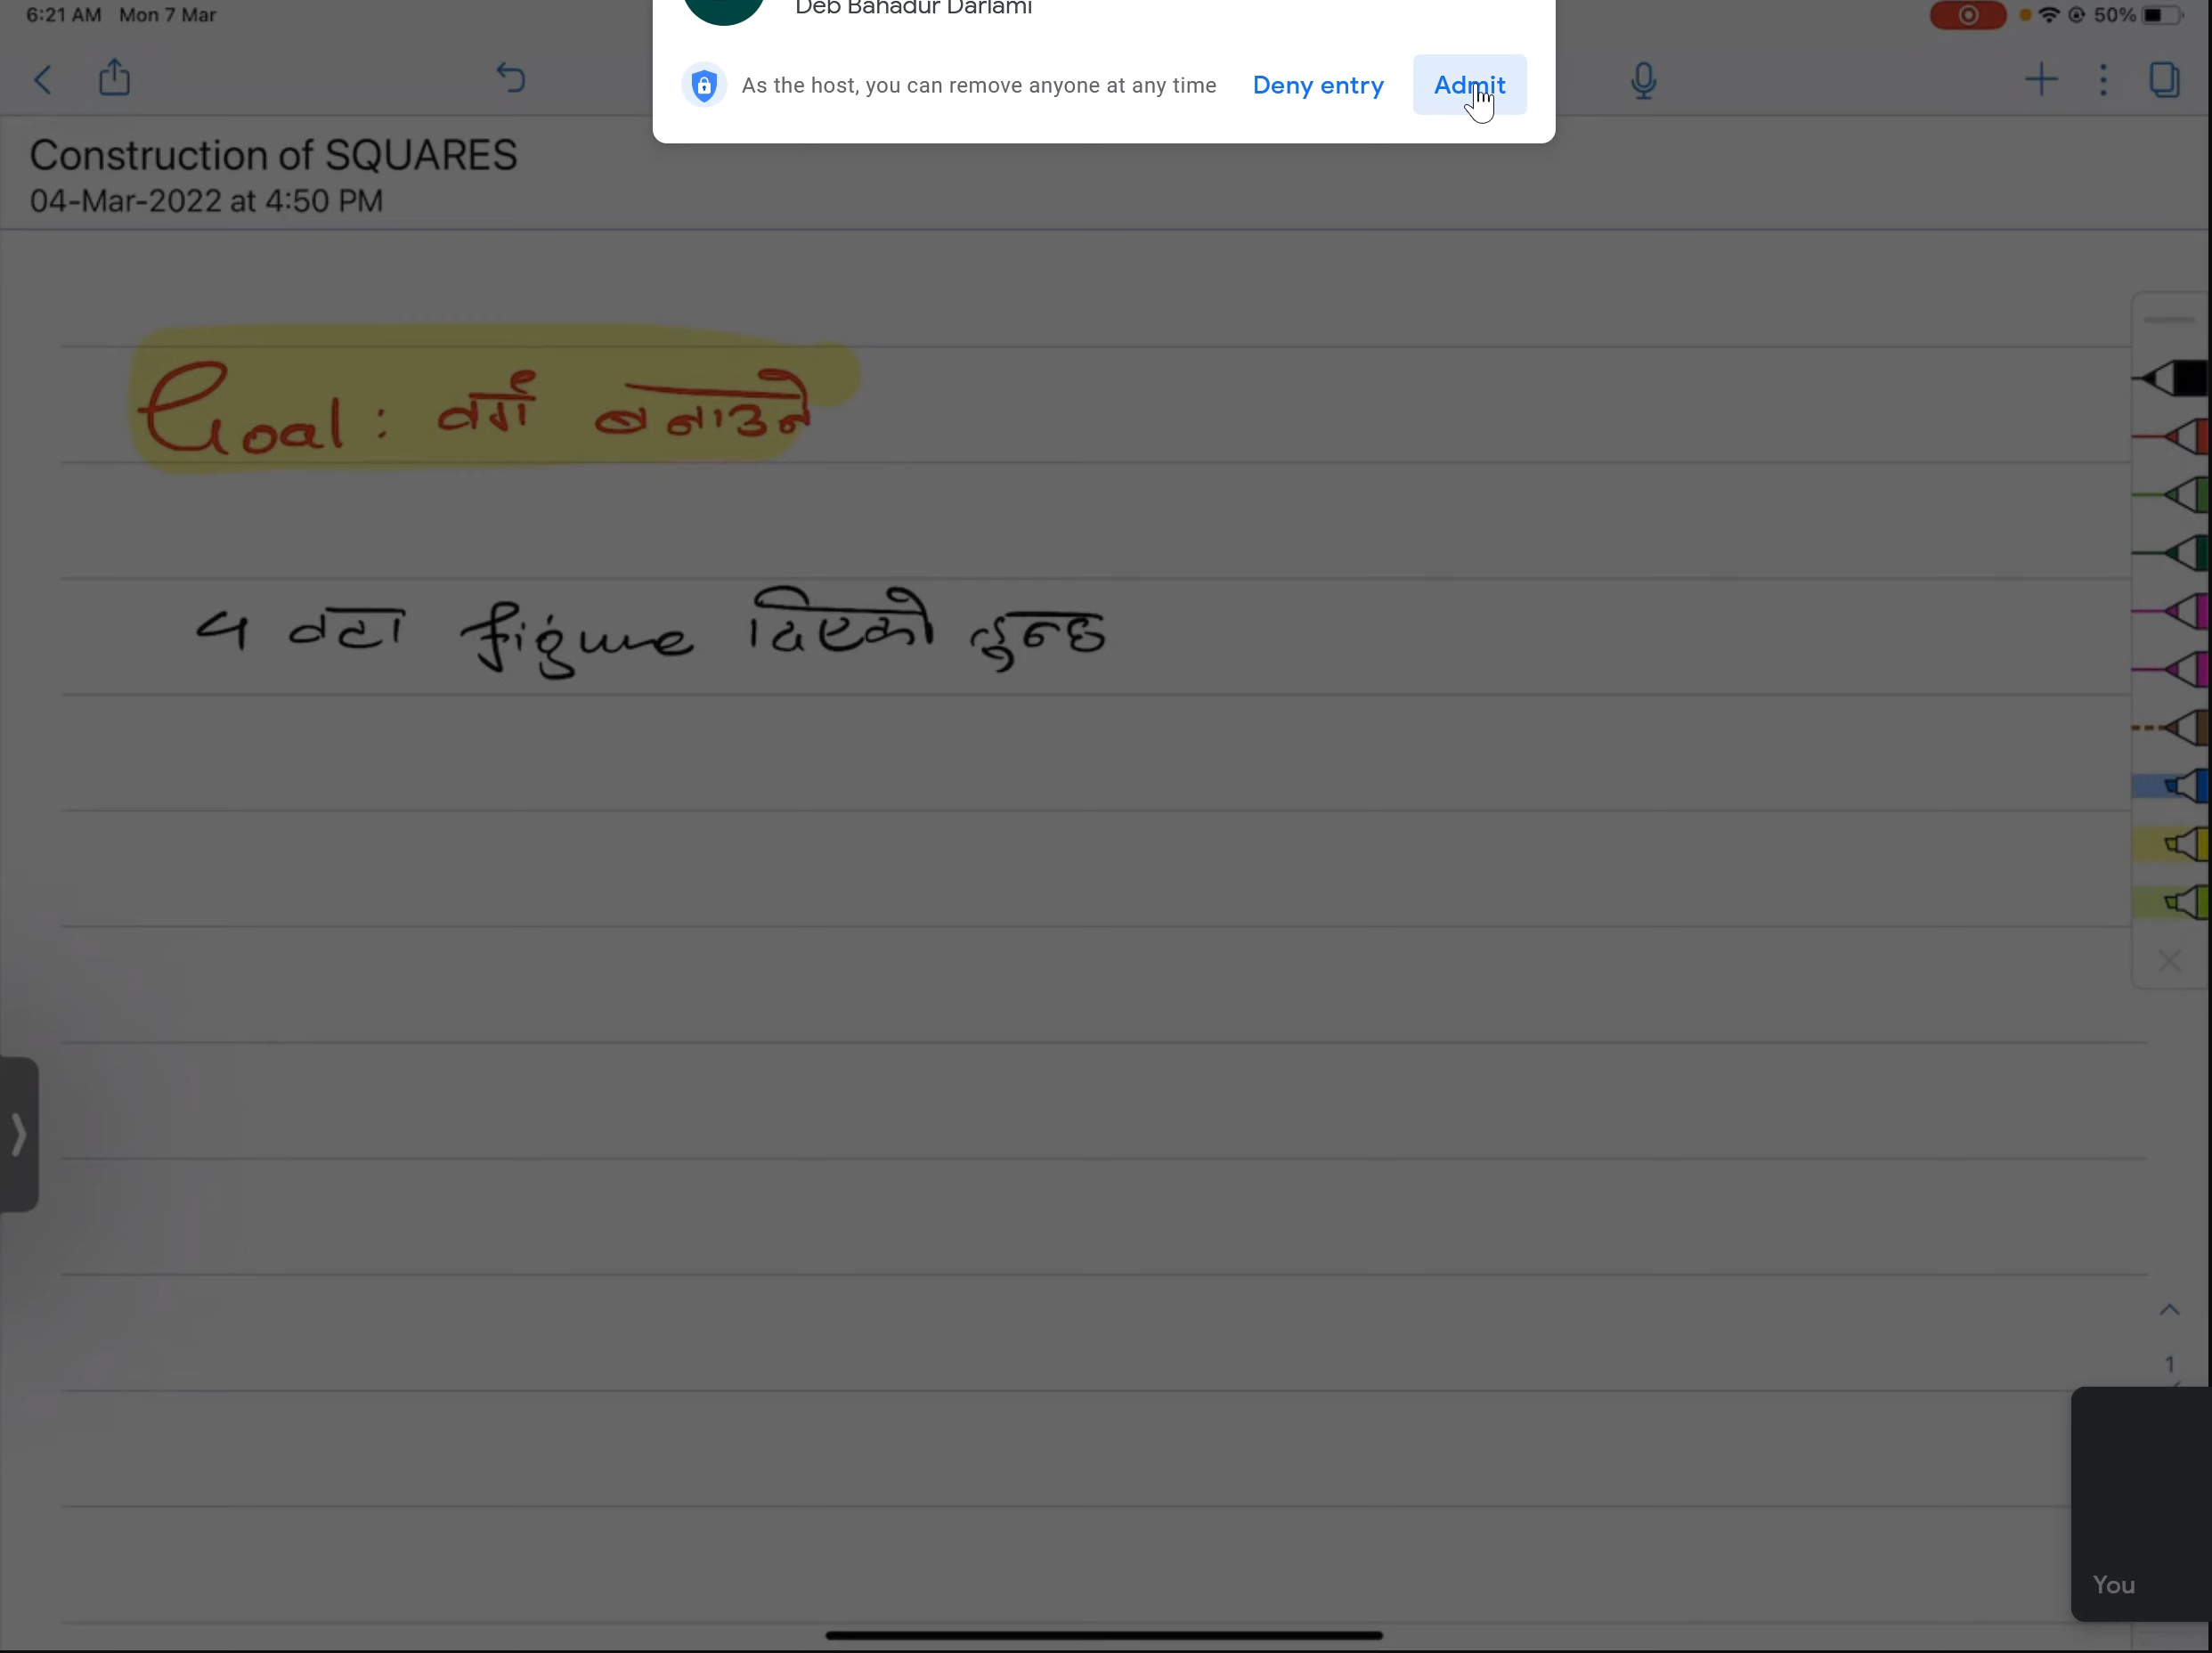 6:21 AM Mon 7 Mar
50%
Deb Bahadur Darlami
As the host, you can remove anyone at any time
Deny entry
Admit
Construction of SQUARES
04-Mar-2022 at 4:50 PM
Goal: वर्ग बनाउने
५ वटा figure दिएको हुन्छ
1
You